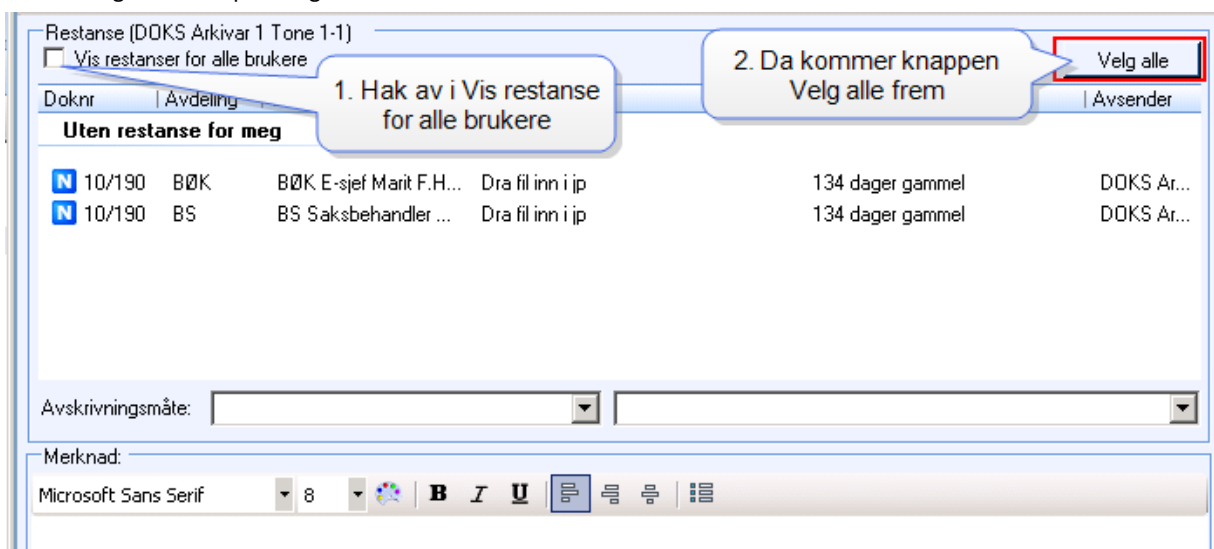 Restanse (DOKS Arkivar 1 Tone 1-1)
Vis restanser for alle brukere
1. Hak av i Vis restanse
for alle brukere
2. Da kommer knappen
Velg alle frem
Velg alle
Doknr Avdeling Avsender
Uten restanse for meg
N 10/190 BØK BØK E-sjef Marit F.H... Dra fil inn i jp 134 dager gammel DOKS Ar...
N 10/190 BS BS Saksbehandler ... Dra fil inn i jp 134 dager gammel DOKS Ar...
Avskrivningsmåte:
Merknad:
Microsoft Sans Serif 8 B I U